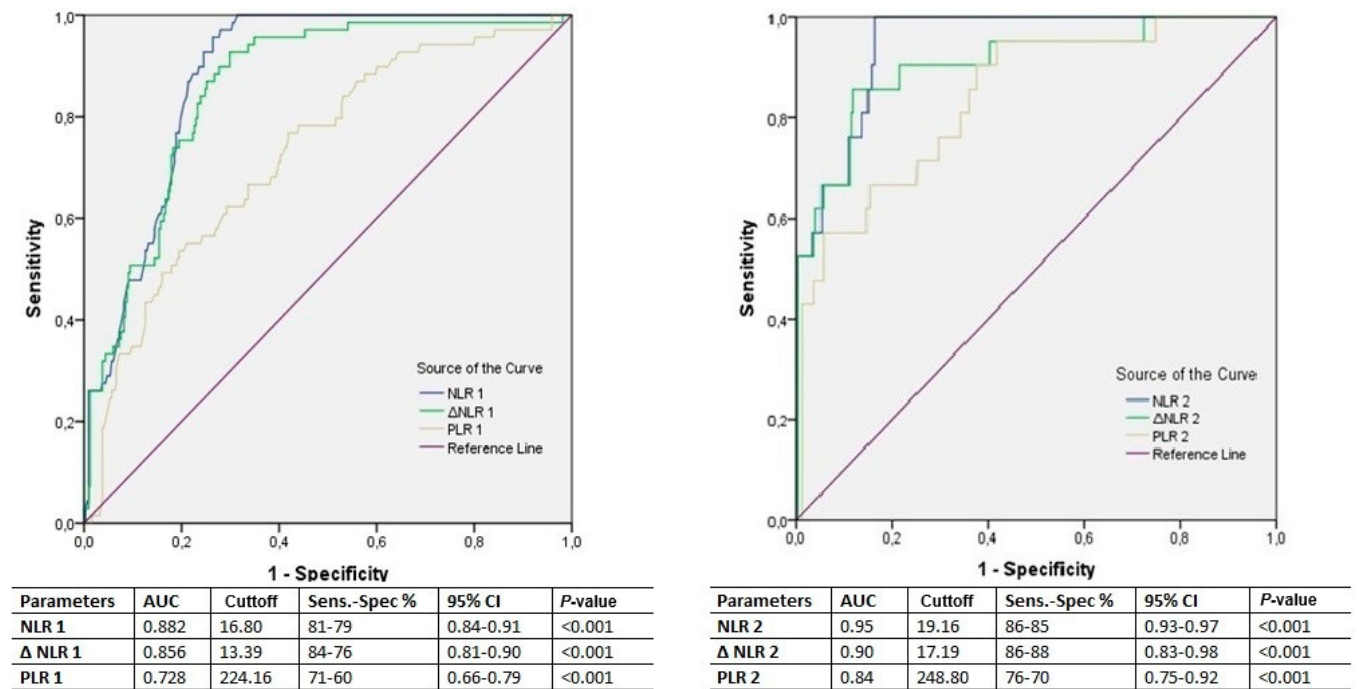 1,0
0,8
0,6
0,4
0,2
0,0
Sensitivity
Source of the Curve
NLR 1
ΔNLR 1
PLR 1
Reference Line
0,0 0,2 0,4 0,6 0,8 1,0
1 - Specificity
Parameters AUC Cuttoff Sens.-Spec % 95% CI P-value
NLR 1 0.882 16.80 81-79 0.84-0.91 <0.001
Δ NLR 1 0.856 13.39 84-76 0.81-0.90 <0.001
PLR 1 0.728 224.16 71-60 0.66-0.79 <0.001
1,0
0,8
0,6
0,4
0,2
0,0
Sensitivity
Source of the Curve
NLR 2
ΔNLR 2
PLR 2
Reference Line
0,0 0,2 0,4 0,6 0,8 1,0
1 - Specificity
Parameters AUC Cuttoff Sens.-Spec % 95% CI P-value
NLR 2 0.95 19.16 86-85 0.93-0.97 <0.001
Δ NLR 2 0.90 17.19 86-88 0.83-0.98 <0.001
PLR 2 0.84 248.80 76-70 0.75-0.92 <0.001